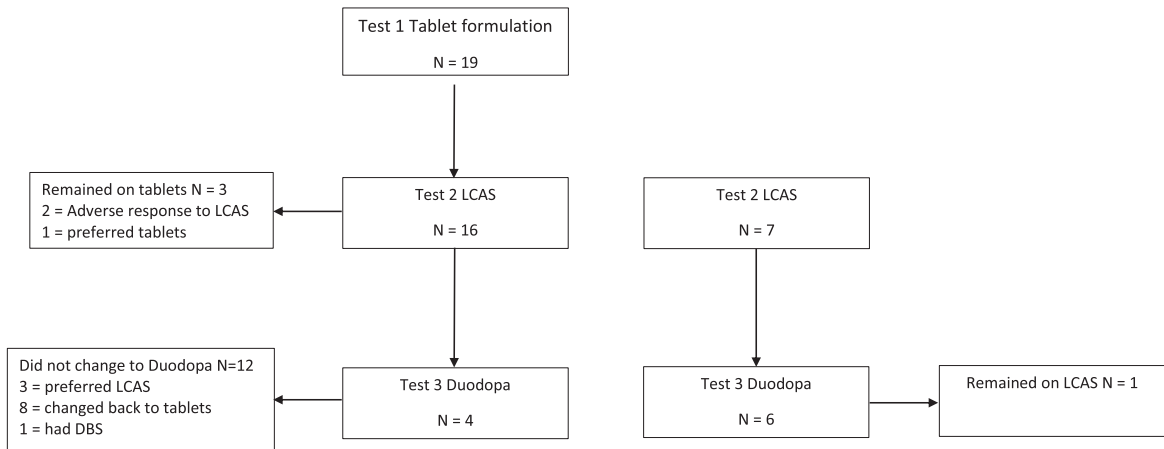 Test 1 Tablet formulation
N = 19
Remained on tablets N = 3
2 = Adverse response to LCAS
1 = preferred tablets
Test 2 LCAS
N = 16
Test 2 LCAS
N = 7
Did not change to Duodopa N=12
3 = preferred LCAS
8 = changed back to tablets
1 = had DBS
Test 3 Duodopa
N = 4
Test 3 Duodopa
N = 6
Remained on LCAS N = 1